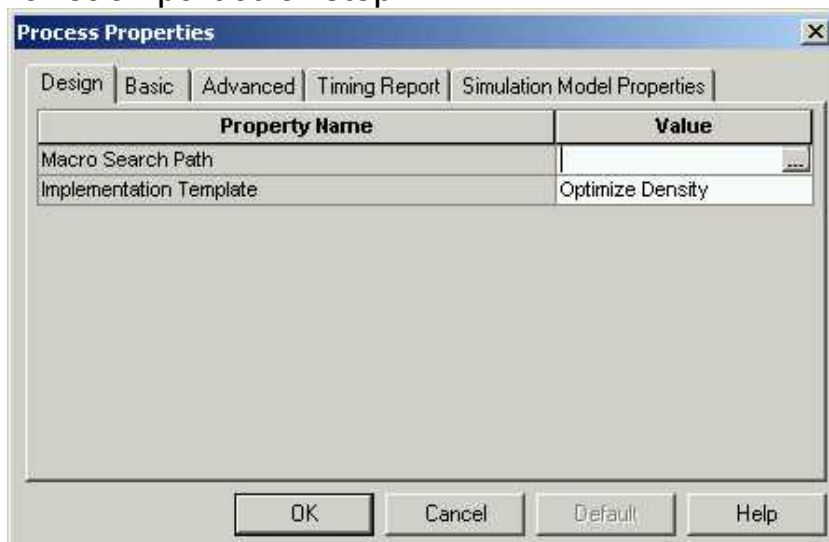 Process Properties
Design Basic Advanced Timing Report Simulation Model Properties
Property Name Value
Macro Search Path ...
Implementation Template Optimize Density
OK Cancel Default Help